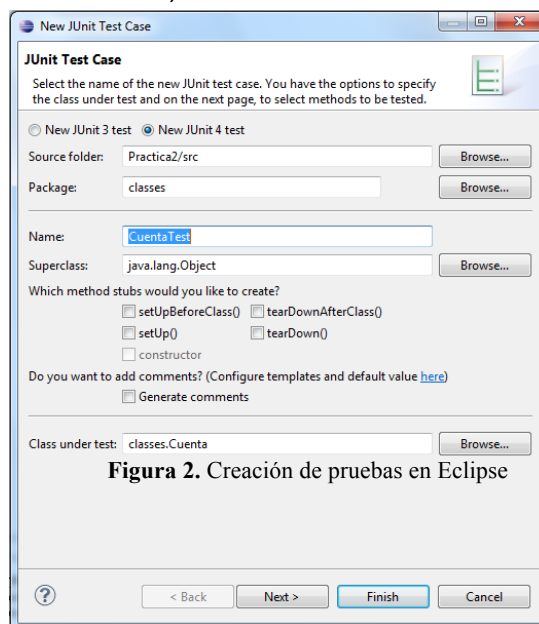 New JUnit Test Case
JUnit Test Case
Select the name of the new JUnit test case. You have the options to specify
the class under test and on the next page, to select methods to be tested.
New JUnit 3 test New JUnit 4 test
Source folder: Practica2/src Browse...
Package: classes Browse...
Name: CuentaTest
Superclass: java.lang.Object Browse...
Which method stubs would you like to create?
setUpBeforeClass() tearDownAfterClass()
setUp() tearDown()
constructor
Do you want to add comments? (Configure templates and default value here)
Generate comments
Class under test: classes.Cuenta Browse...
Figura 2. Creación de pruebas en Eclipse
? < Back Next > Finish Cancel